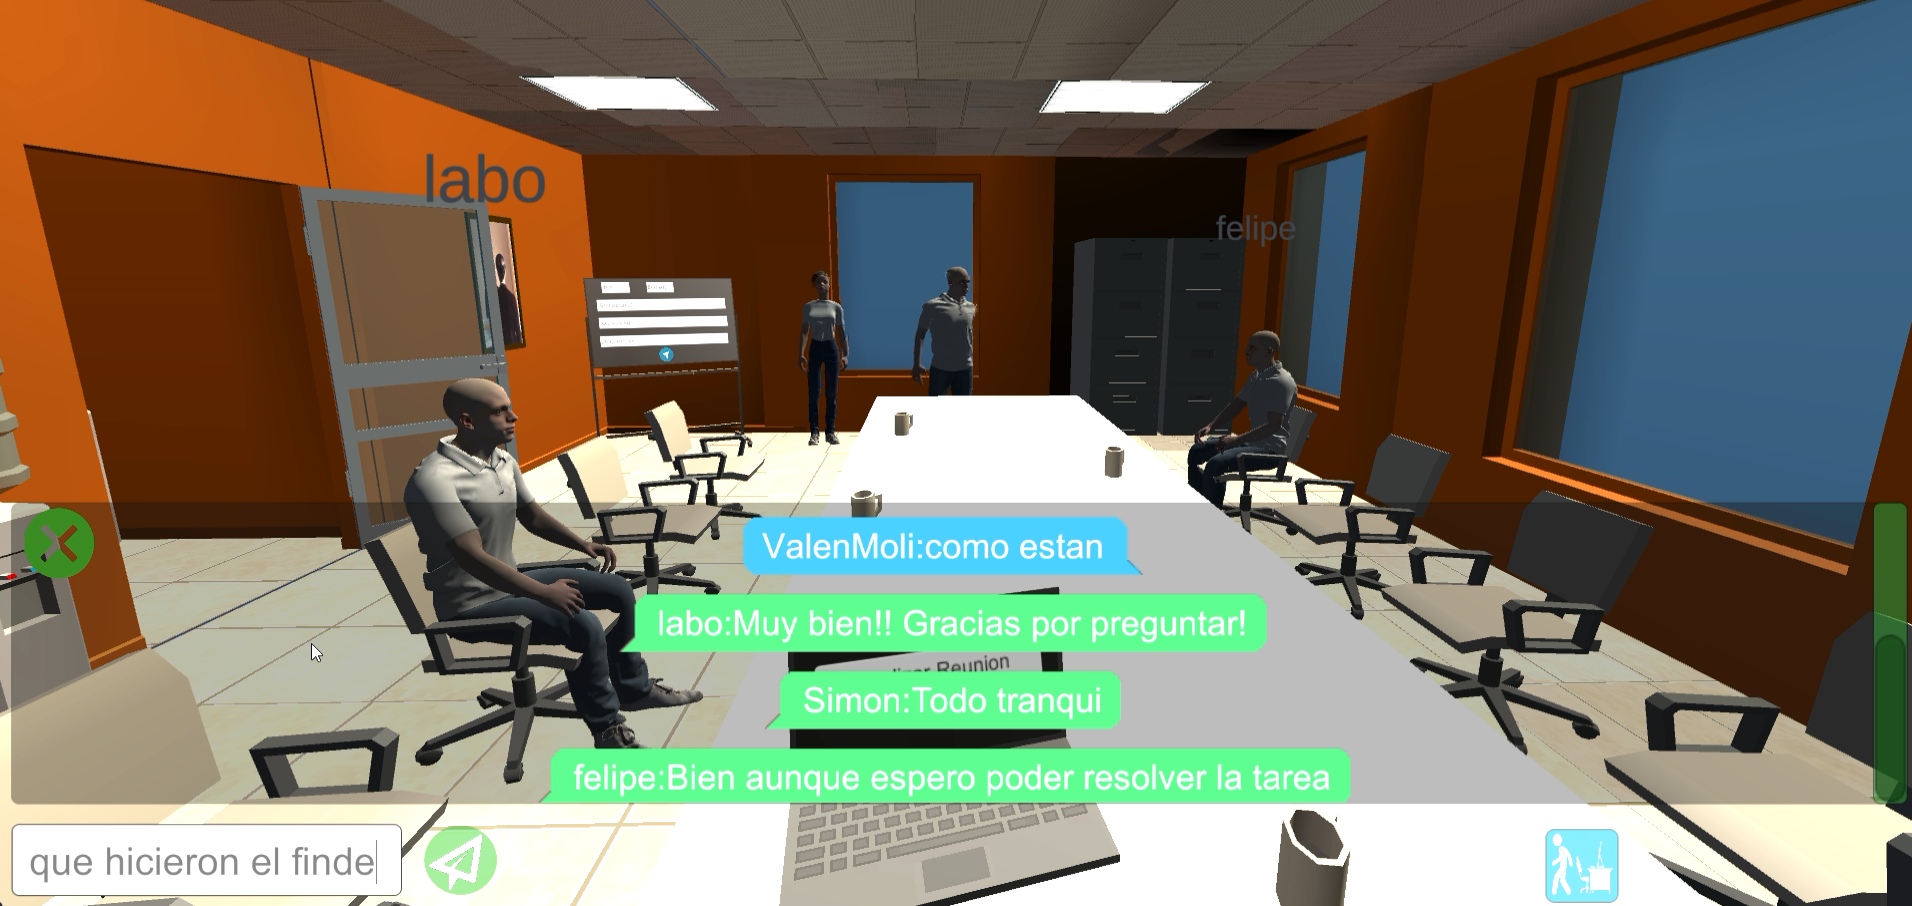 labo
felipe
ValenMoli:como estan
labo:Muy bien!! Gracias por preguntar!
Reunion
Simon:Todo tranqui
felipe:Bien aunque espero poder resolver la tarea
que hicieron el finde